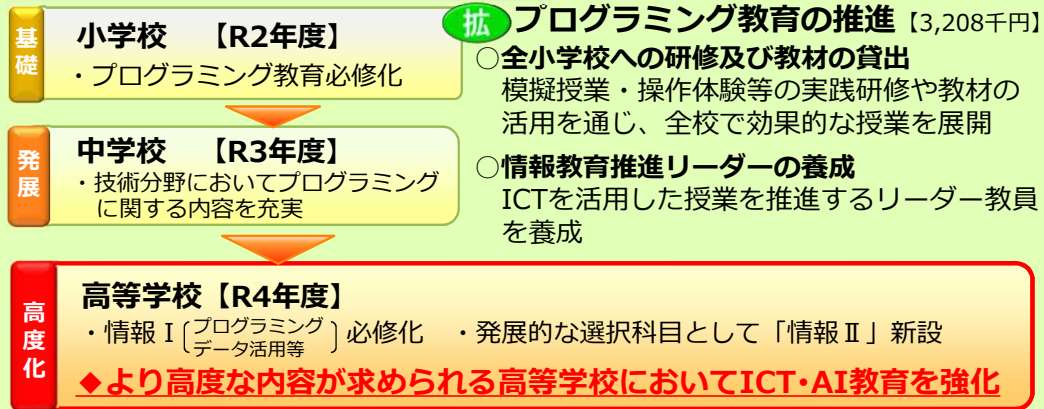 基礎
小学校 【R2年度】
・プログラミング教育必修化
発展
中学校 【R3年度】
・技術分野においてプログラミング
に関する内容を充実
拡 プログラミング教育の推進【3,208千円】
○全小学校への研修及び教材の貸出
模擬授業・操作体験等の実践研修や教材の
活用を通じ、全校で効果的な授業を展開
○情報教育推進リーダーの養成
ICTを活用した授業を推進するリーダー教員
を養成
高度化
高等学校【R4年度】
・情報Ⅰ(プログラミング データ活用等)必修化 ・発展的な選択科目として「情報Ⅱ」新設
◆より高度な内容が求められる高等学校においてICT・AI教育を強化